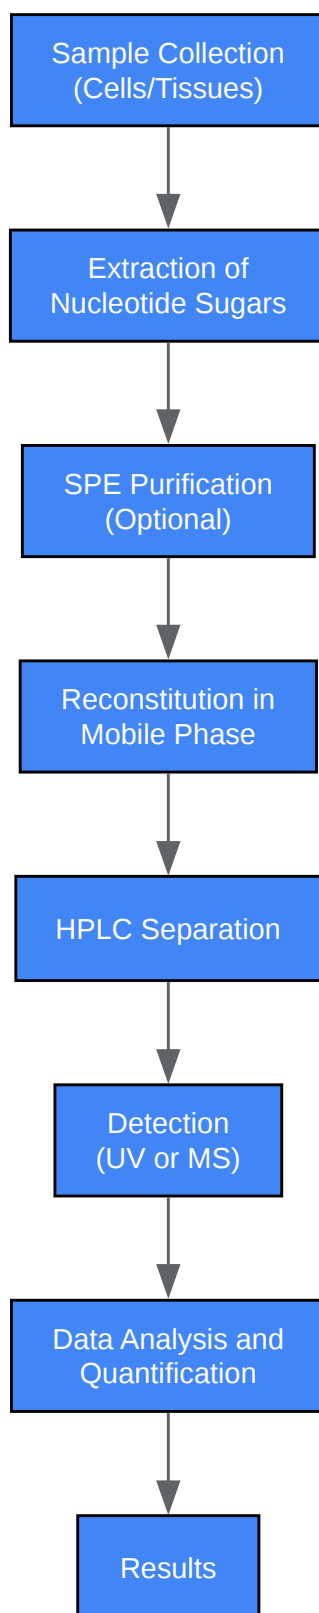 Sample Collection
(Cells/Tissues)
Extraction of
Nucleotide Sugars
SPE Purification
(Optional)
Reconstitution in
Mobile Phase
HPLC Separation
Detection
(UV or MS)
Data Analysis and
Quantification
Results